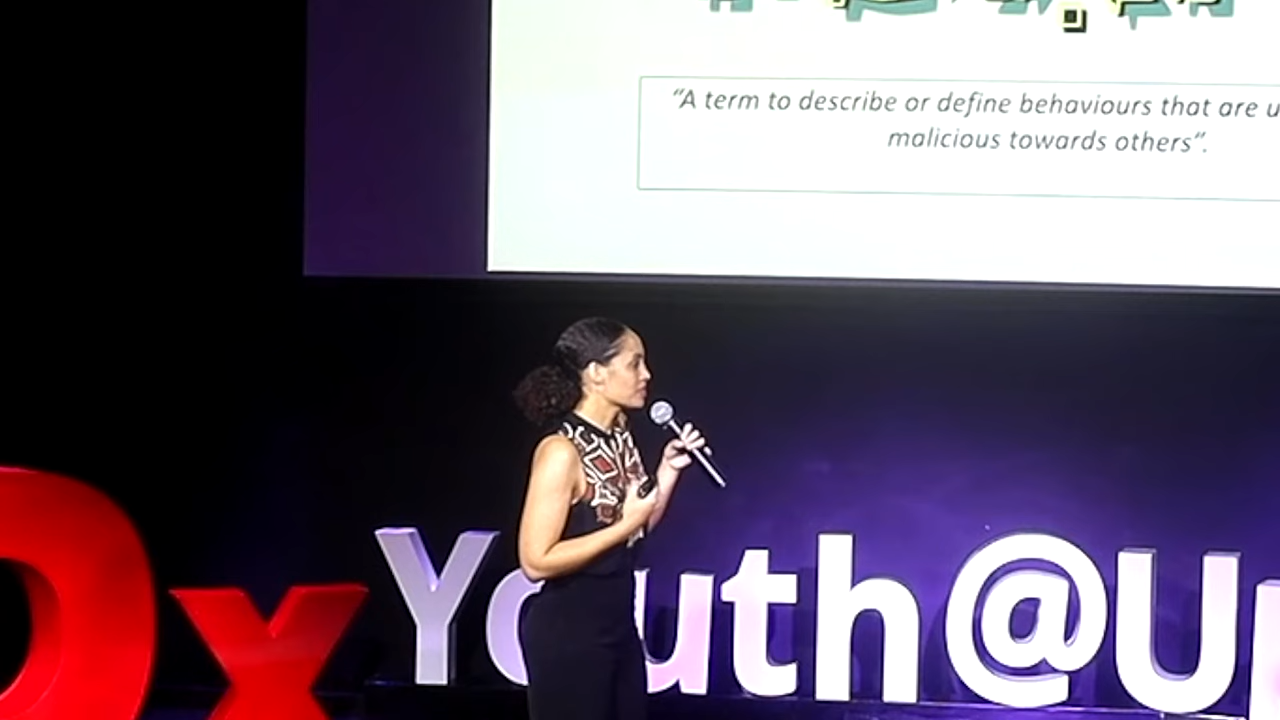 "A term to describe or define behaviours that are
malicious towards others".
Dx Youth@U